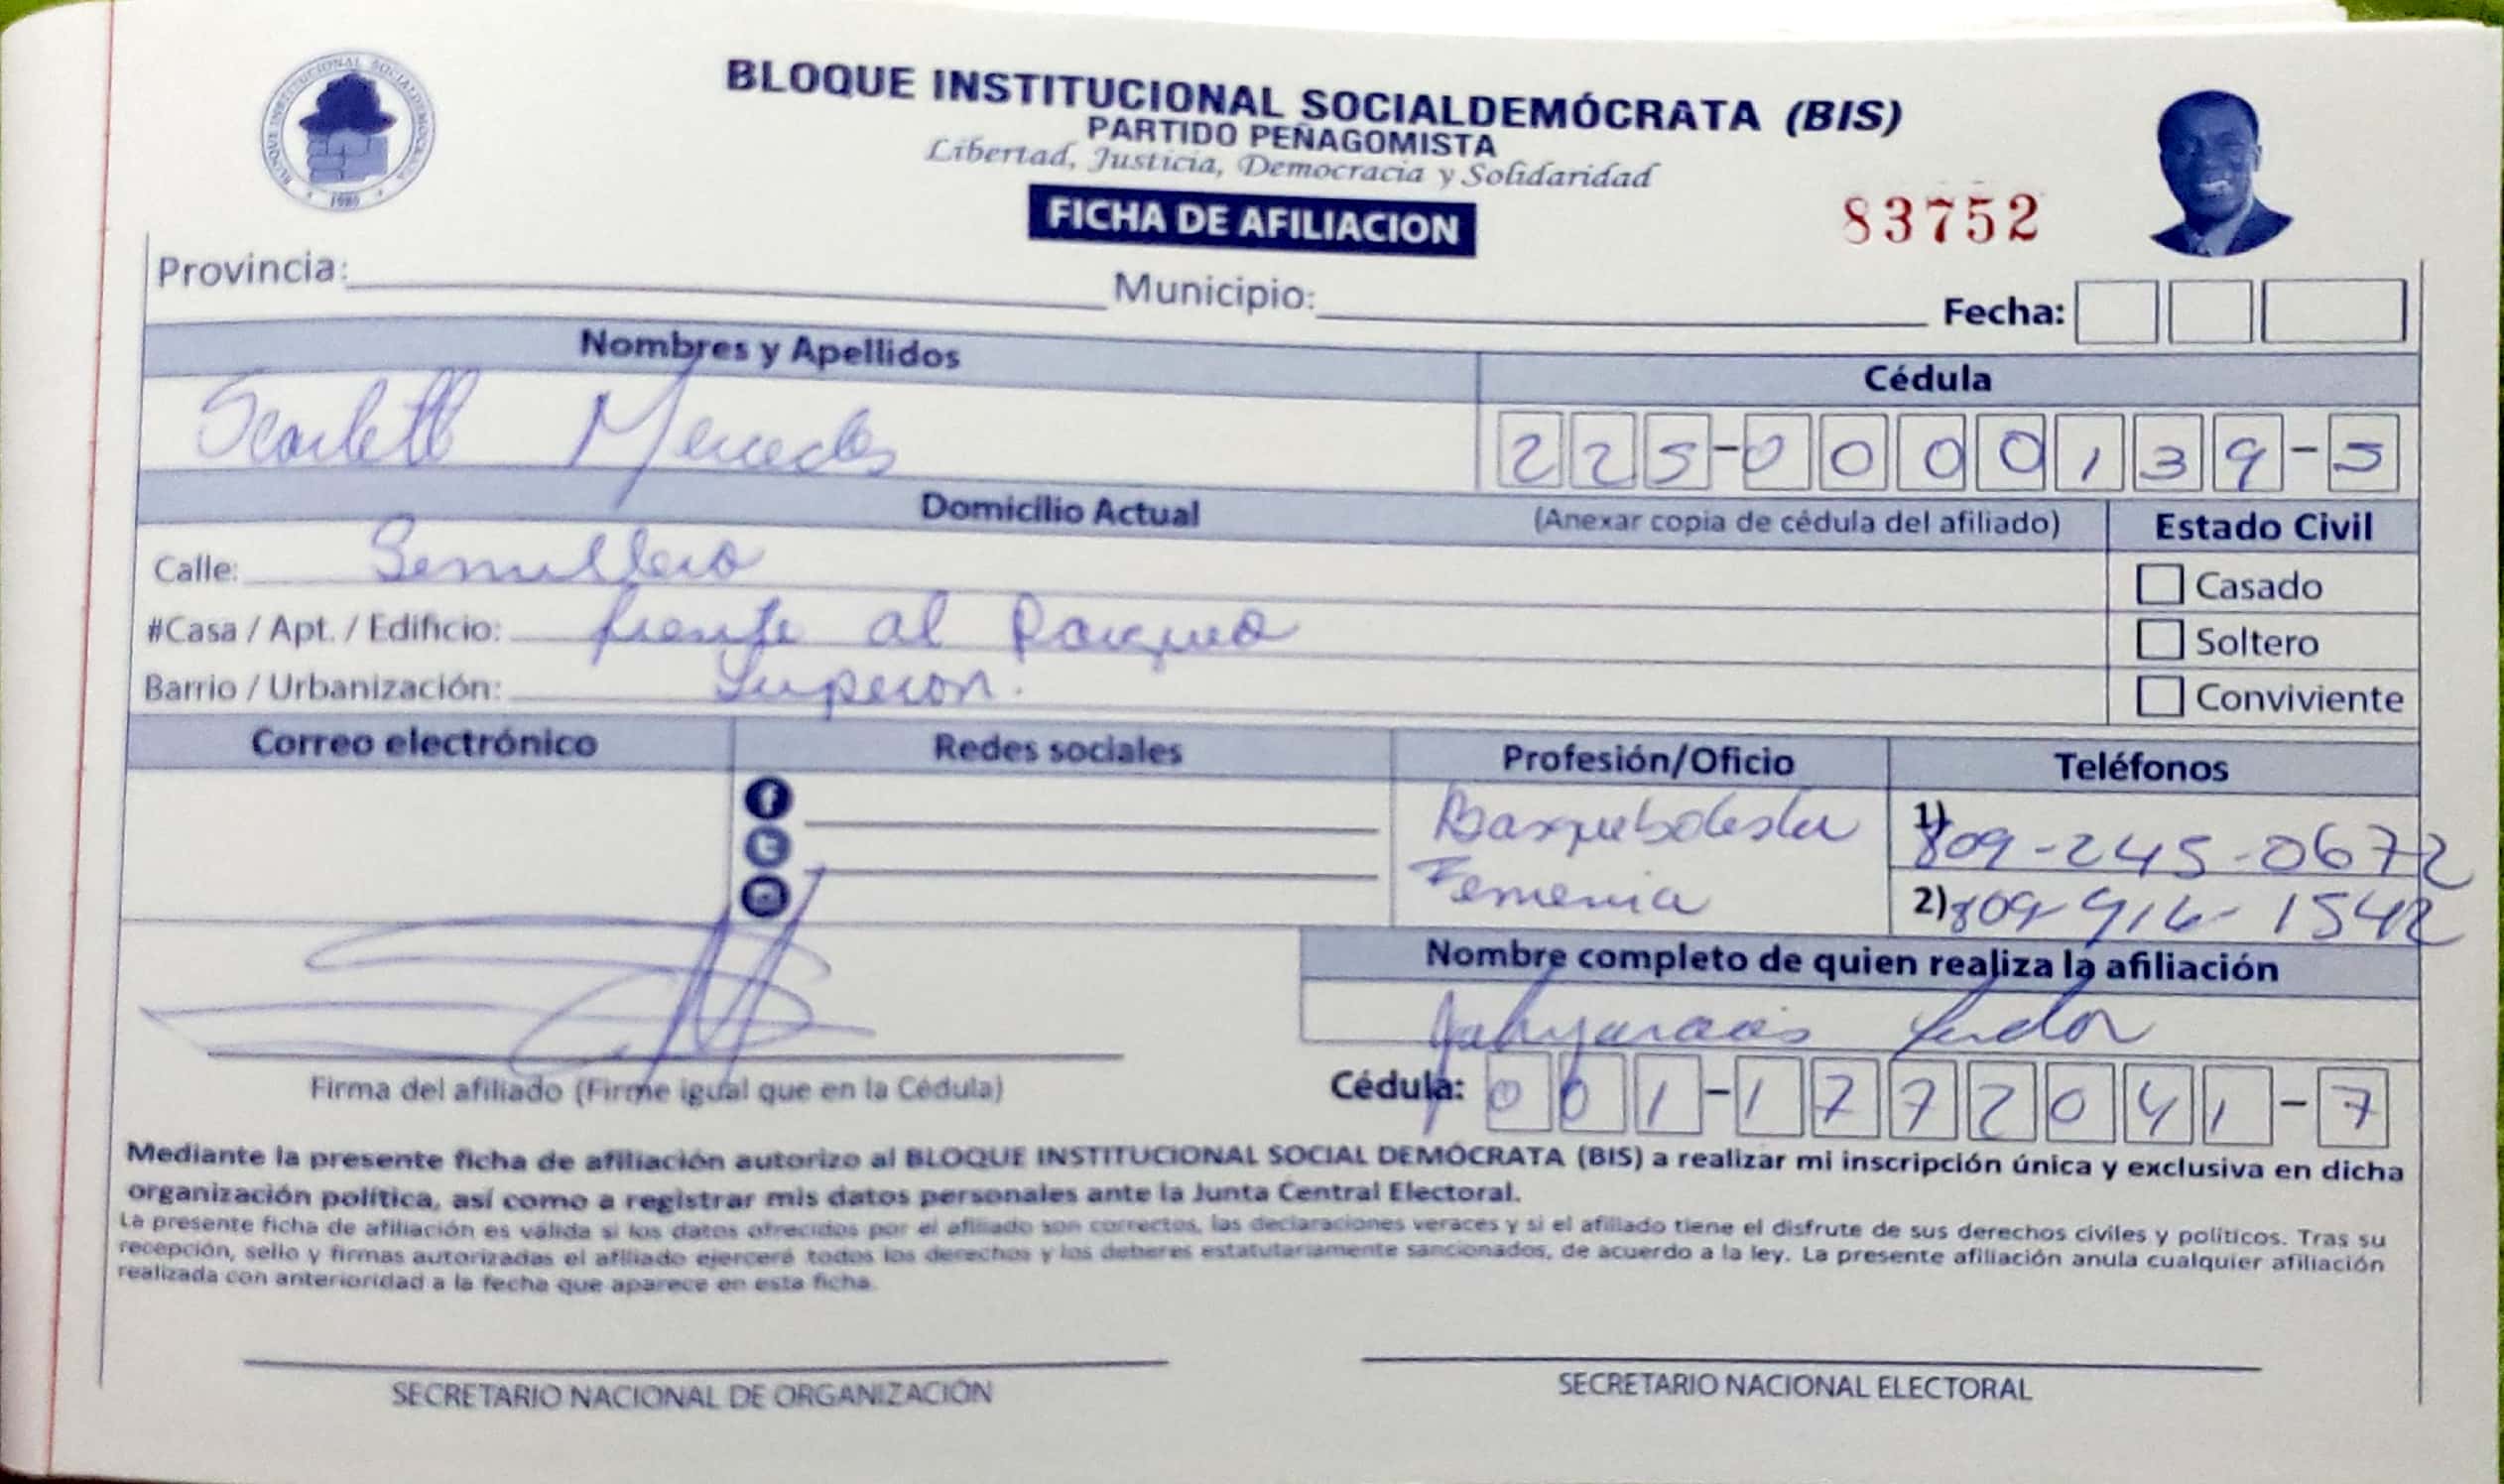 BLOQUE INSTITUCIONAL SOCIALDEMÓCRATA
1989
BLOQUE INSTITUCIONAL SOCIALDEMÓCRATA (BIS)
PARTIDO PEÑAGOMISTA
Libertad, Justicia, Democracia y Solidaridad
FICHA DE AFILIACION
83752
Provincia: Municipio: Fecha:
Nombres y Apellidos Cédula
Scarlett Mercedes 225-0000139-5
Domicilio Actual (Anexar copia de cédula del afiliado) Estado Civil
Calle: Semillero Casado
#Casa / Apt. / Edificio: frente al Parqueo Soltero
Barrio / Urbanización: Luperon. Conviviente
Correo electrónico Redes sociales Profesión/Oficio Teléfonos
Basquebolista 1) 809-245-0672
Femenia 2) 809-916-1542
Nombre completo de quien realiza la afiliación
Firma del afiliado (Firme igual que en la Cédula) Cédula: 001-1772041-7
Mediante la presente ficha de afiliación autorizo al BLOQUE INSTITUCIONAL SOCIAL DEMÓCRATA (BIS) a realizar mi inscripción única y exclusiva en dicha
organización política, así como a registrar mis datos personales ante la Junta Central Electoral.
La presente ficha de afiliación es válida si los datos ofrecidos por el afiliado son correctos, las declaraciones veraces y si el afiliado tiene el disfrute de sus derechos civiles y políticos. Tras su
recepción, sello y firmas autorizadas el afiliado ejercerá todos los derechos y los deberes estatutariamente sancionados, de acuerdo a la ley. La presente afiliación anula cualquier afiliación
realizada con anterioridad a la fecha que aparece en esta ficha.
SECRETARIO NACIONAL DE ORGANIZACIÓN SECRETARIO NACIONAL ELECTORAL